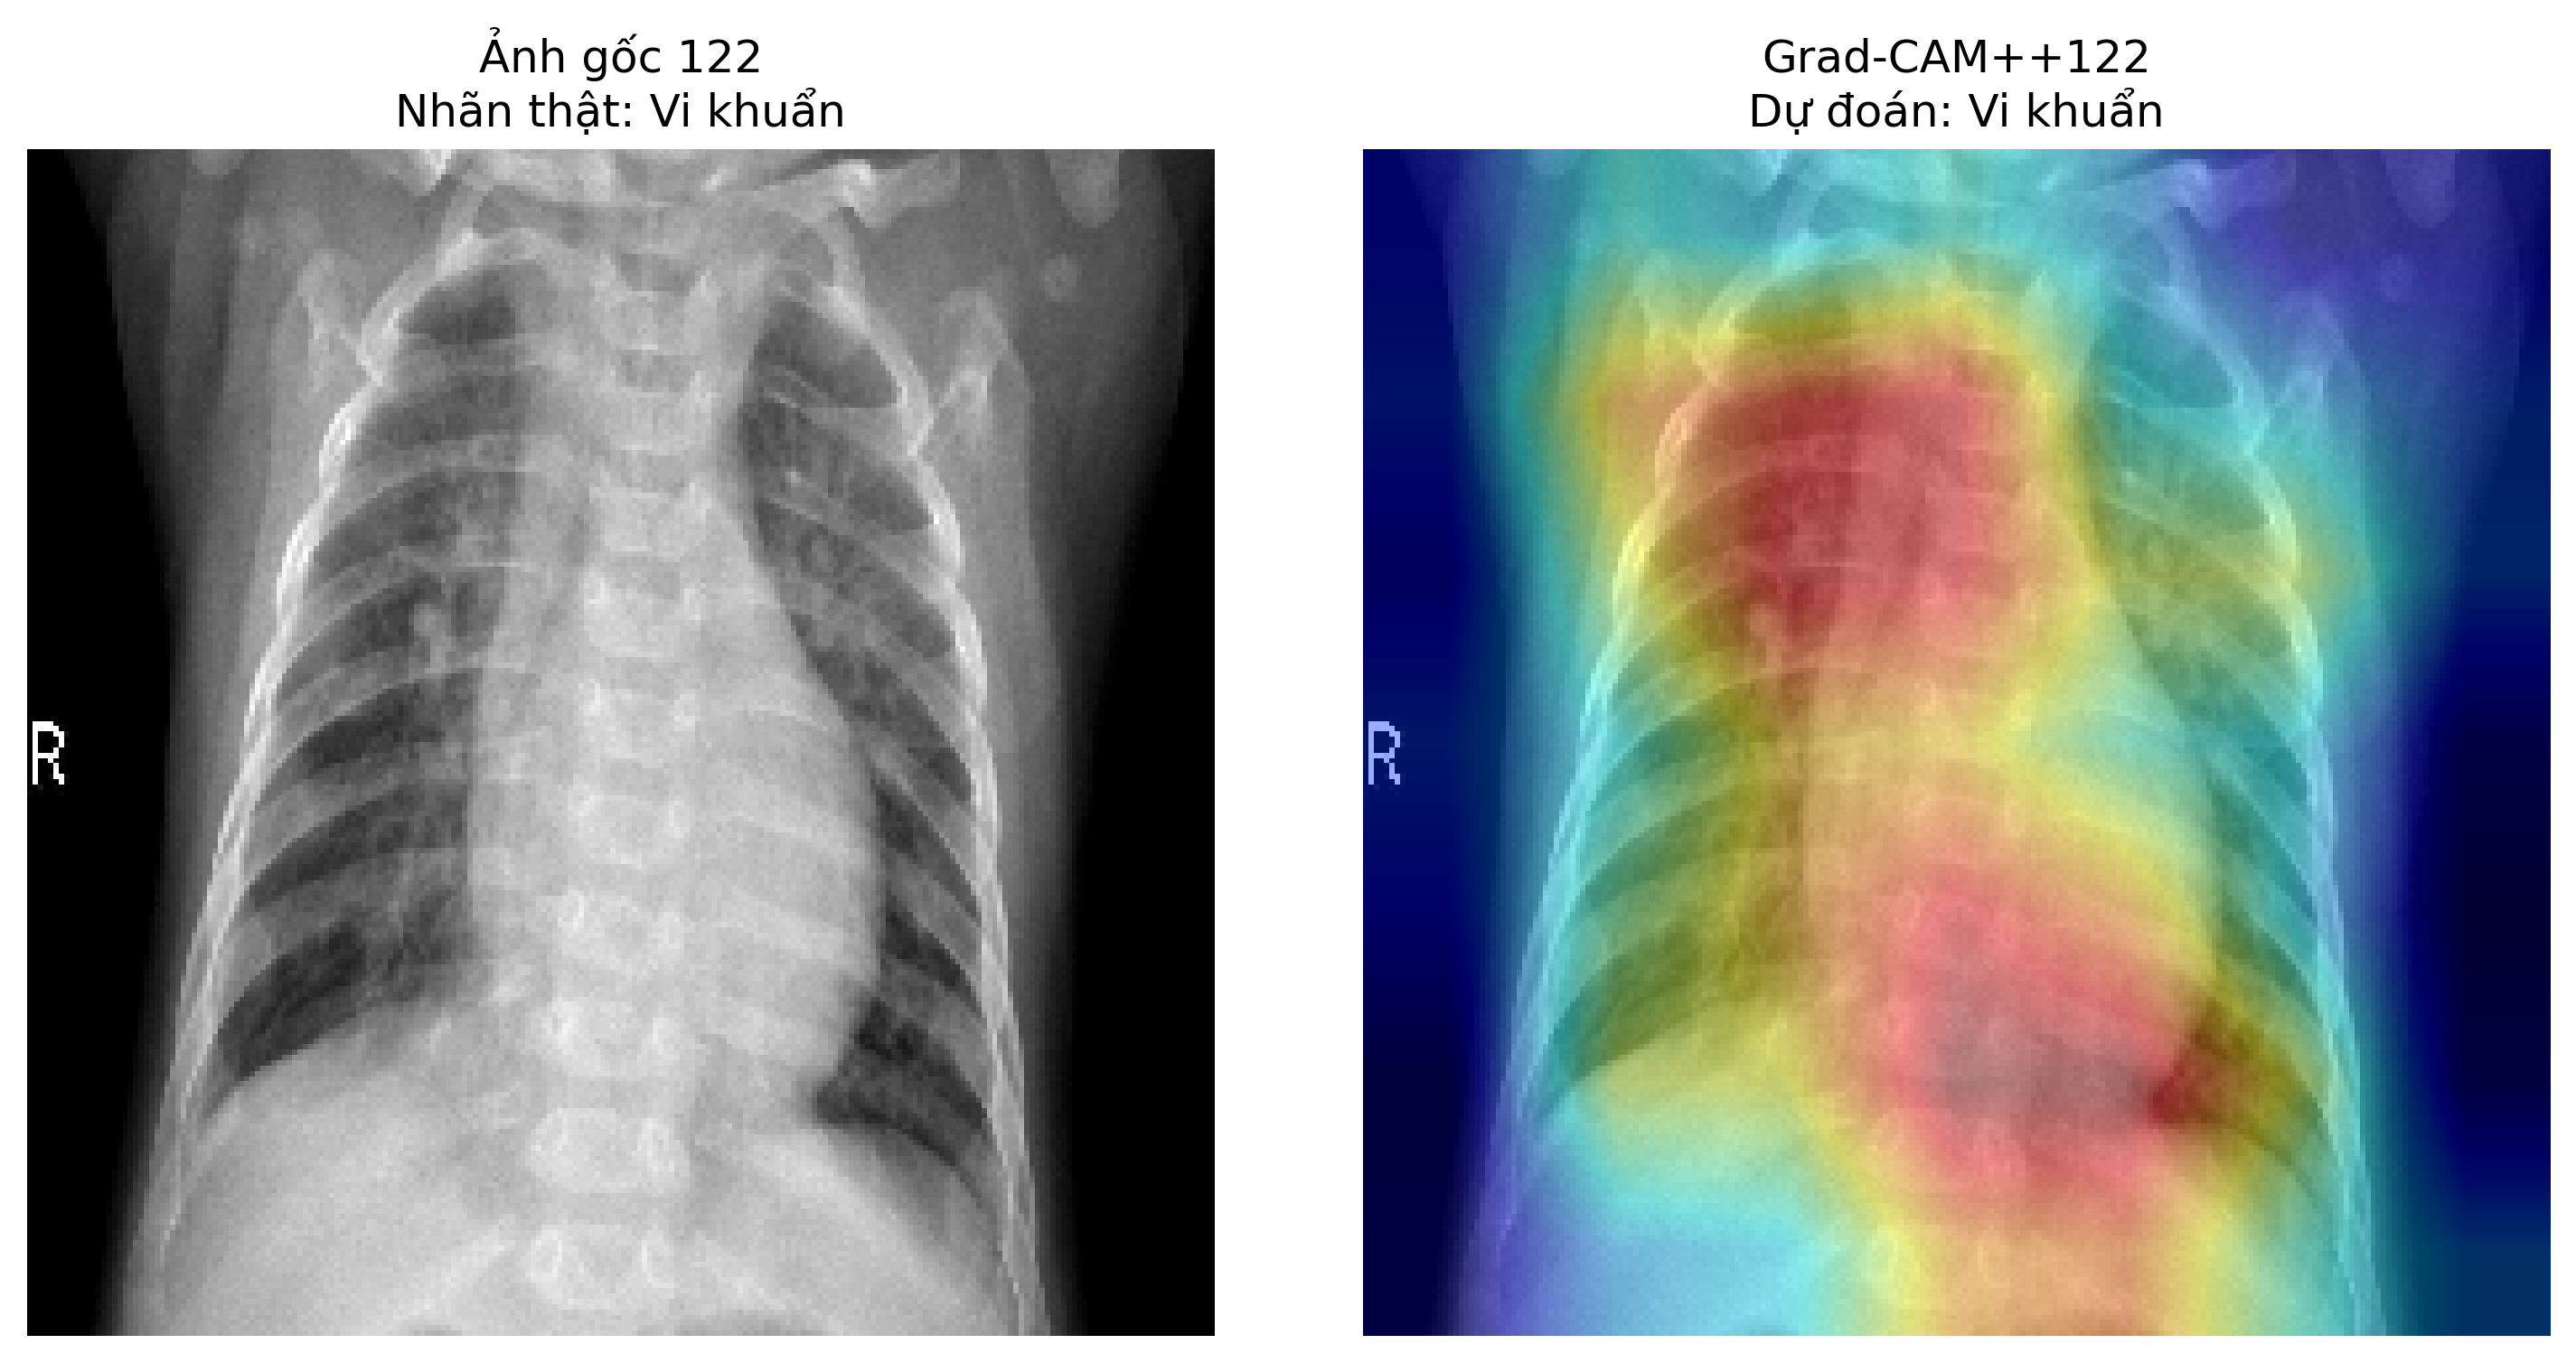 Ảnh gốc 122
Nhãn thật: Vi khuẩn
Grad-CAM++122
Dự đoán: Vi khuẩn
R
R